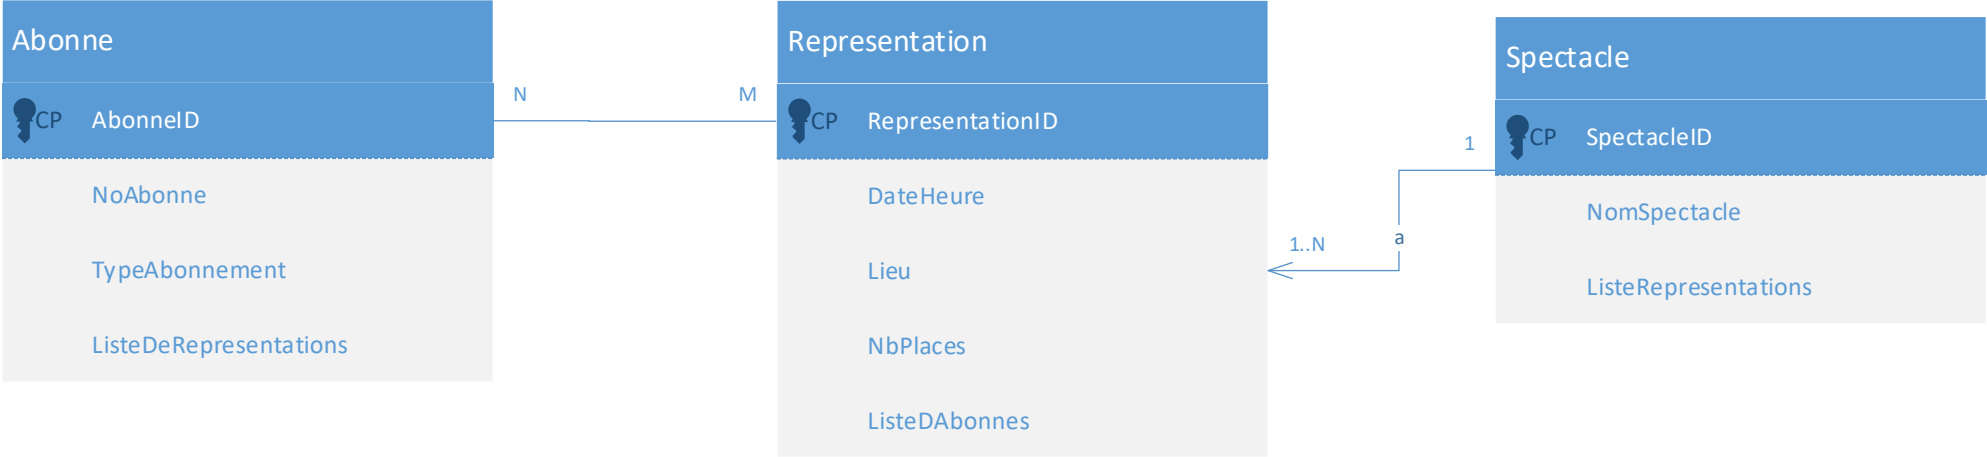 Abonne
CP AbonneID
NoAbonne
TypeAbonnement
ListeDeRepresentations
N
M
Representation
CP RepresentationID
DateHeure
Lieu
NbPlaces
ListeDAbonnes
1..N
a
1
Spectacle
CP SpectacleID
NomSpectacle
ListeRepresentations